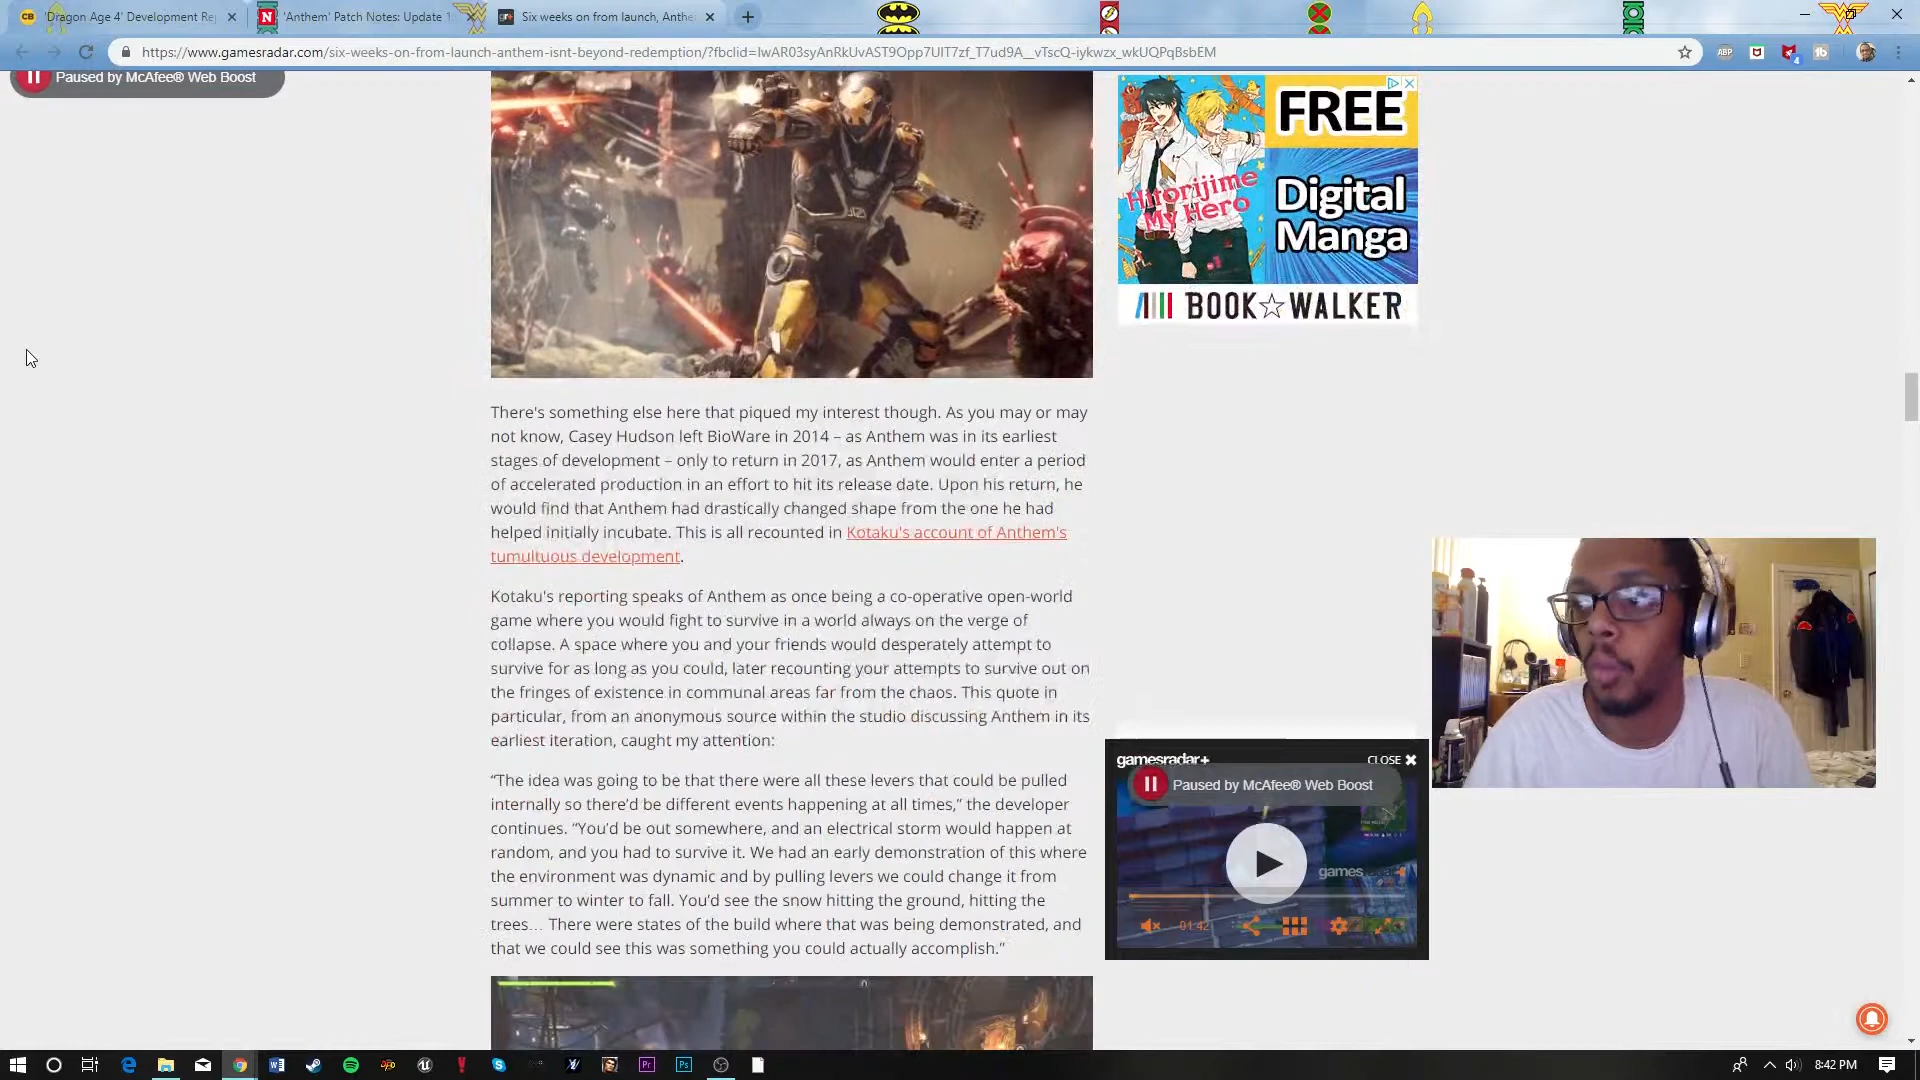 'Dragon Age 4' Development Re
'Anthem' Patch Notes: Update 1
Six weeks on from launch, Anthe
https://www.gamesradar.com/six-weeks-on-from-launch-anthem-isnt-beyond-redemption/?fbclid=IwAR03syAnRkUvAST9Opp7UIT7zf_T7ud9A__vTscQ-iykwzx_wkUQPqBsbEM
ABP
4
Paused by McAfee® Web Boost
FREE
Hitorijime
My Hero
Digital
Manga
BOOK☆WALKER
There's something else here that piqued my interest though. As you may or may
not know, Casey Hudson left BioWare in 2014 – as Anthem was in its earliest
stages of development – only to return in 2017, as Anthem would enter a period
of accelerated production in an effort to hit its release date. Upon his return, he
would find that Anthem had drastically changed shape from the one he had
helped initially incubate. This is all recounted in Kotaku's account of Anthem's
tumultuous development.
Kotaku's reporting speaks of Anthem as once being a co-operative open-world
game where you would fight to survive in a world always on the verge of
collapse. A space where you and your friends would desperately attempt to
survive for as long as you could, later recounting your attempts to survive out on
the fringes of existence in communal areas far from the chaos. This quote in
particular, from an anonymous source within the studio discussing Anthem in its
earliest iteration, caught my attention:
“The idea was going to be that there were all these levers that could be pulled
internally so there’d be different events happening at all times,” the developer
continues. “You’d be out somewhere, and an electrical storm would happen at
random, and you had to survive it. We had an early demonstration of this where
the environment was dynamic and by pulling levers we could change it from
summer to winter to fall. You’d see the snow hitting the ground, hitting the
trees… There were states of the build where that was being demonstrated, and
that we could see this was something you could actually accomplish.”
gamesradar+
CLOSE ✖
Paused by McAfee® Web Boost
games
01:42
8:42 PM